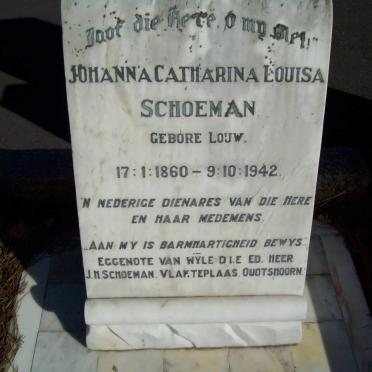 Loof die Here o my siel!
JOHANNA CATHARINA LOUISA
SCHOEMAN
GEBORE LOUW.
17:1:1860 – 9:10:1942
'N NEDERIGE DIENARES VAN DIE HERE
EN HAAR MEDEMENS.
„AAN MY IS BARMHARTIGHEID BEWYS."
EGGENOTE VAN WYLE DIE ED. HEER
J.H. SCHOEMAN. VLAKTEPLAAS. OUDTSHOORN.